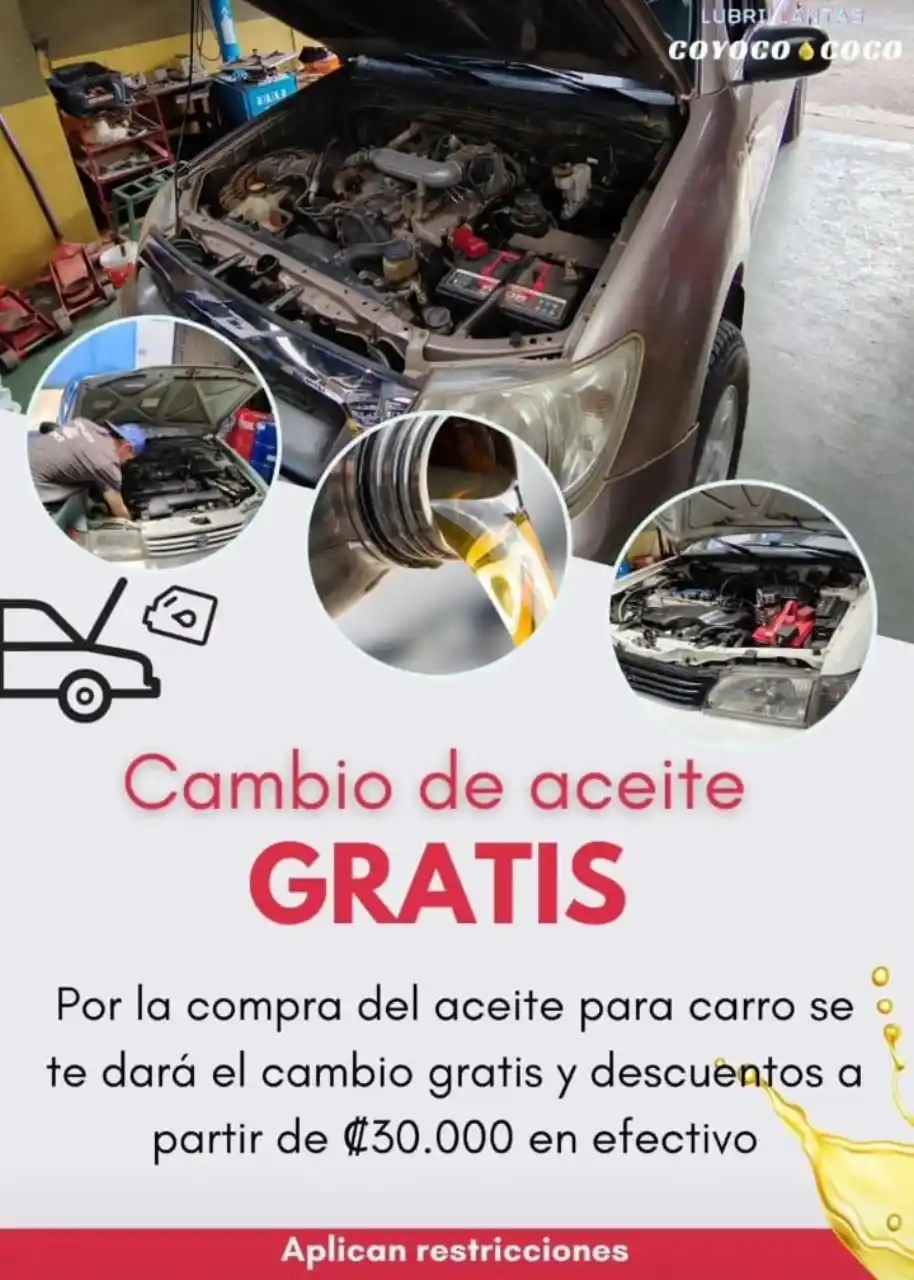 LUBRILLANTAS
COYOCO COCO
Cambio de aceite
GRATIS
Por la compra del aceite para carro se
te dará el cambio gratis y descuentos a
partir de ₡30.000 en efectivo
Aplican restricciones